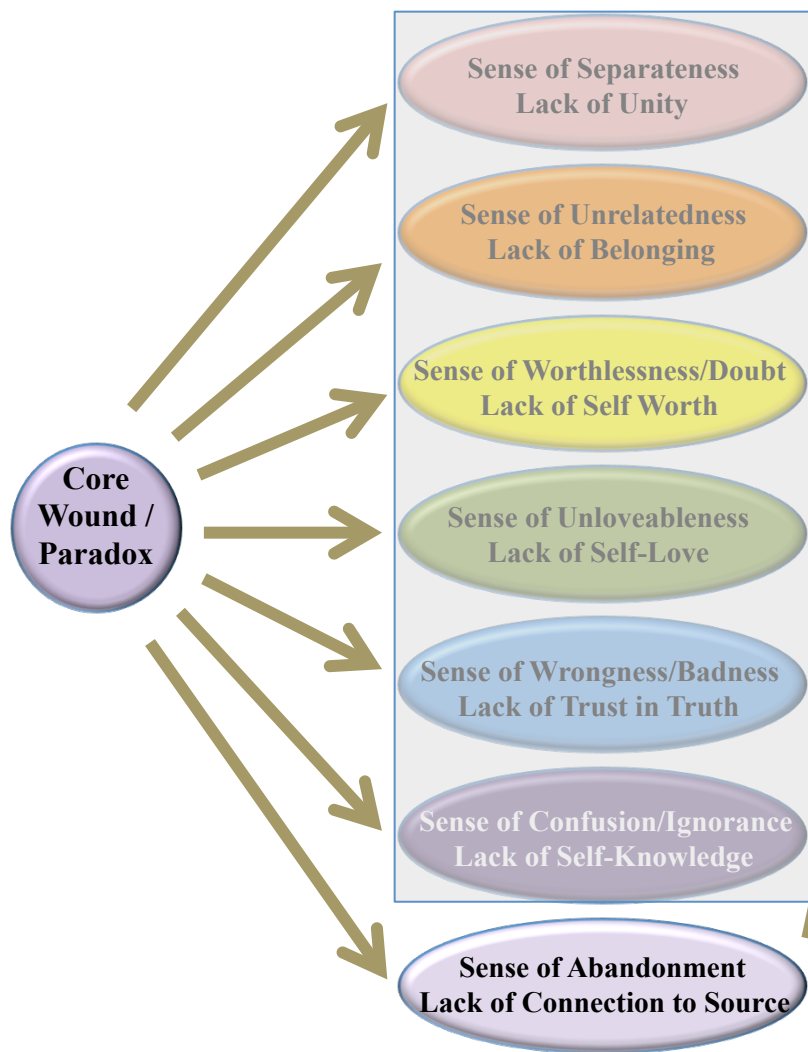 Sense of Separateness
Lack of Unity
Sense of Unrelatedness
Lack of Belonging
Sense of Worthlessness/Doubt
Lack of Self Worth
Core
Wound /
Paradox
Sense of Unloveableness
Lack of Self-Love
Sense of Wrongness/Badness
Lack of Trust in Truth
Sense of Confusion/Ignorance
Lack of Self-Knowledge
Sense of Abandonment
Lack of Connection to Source